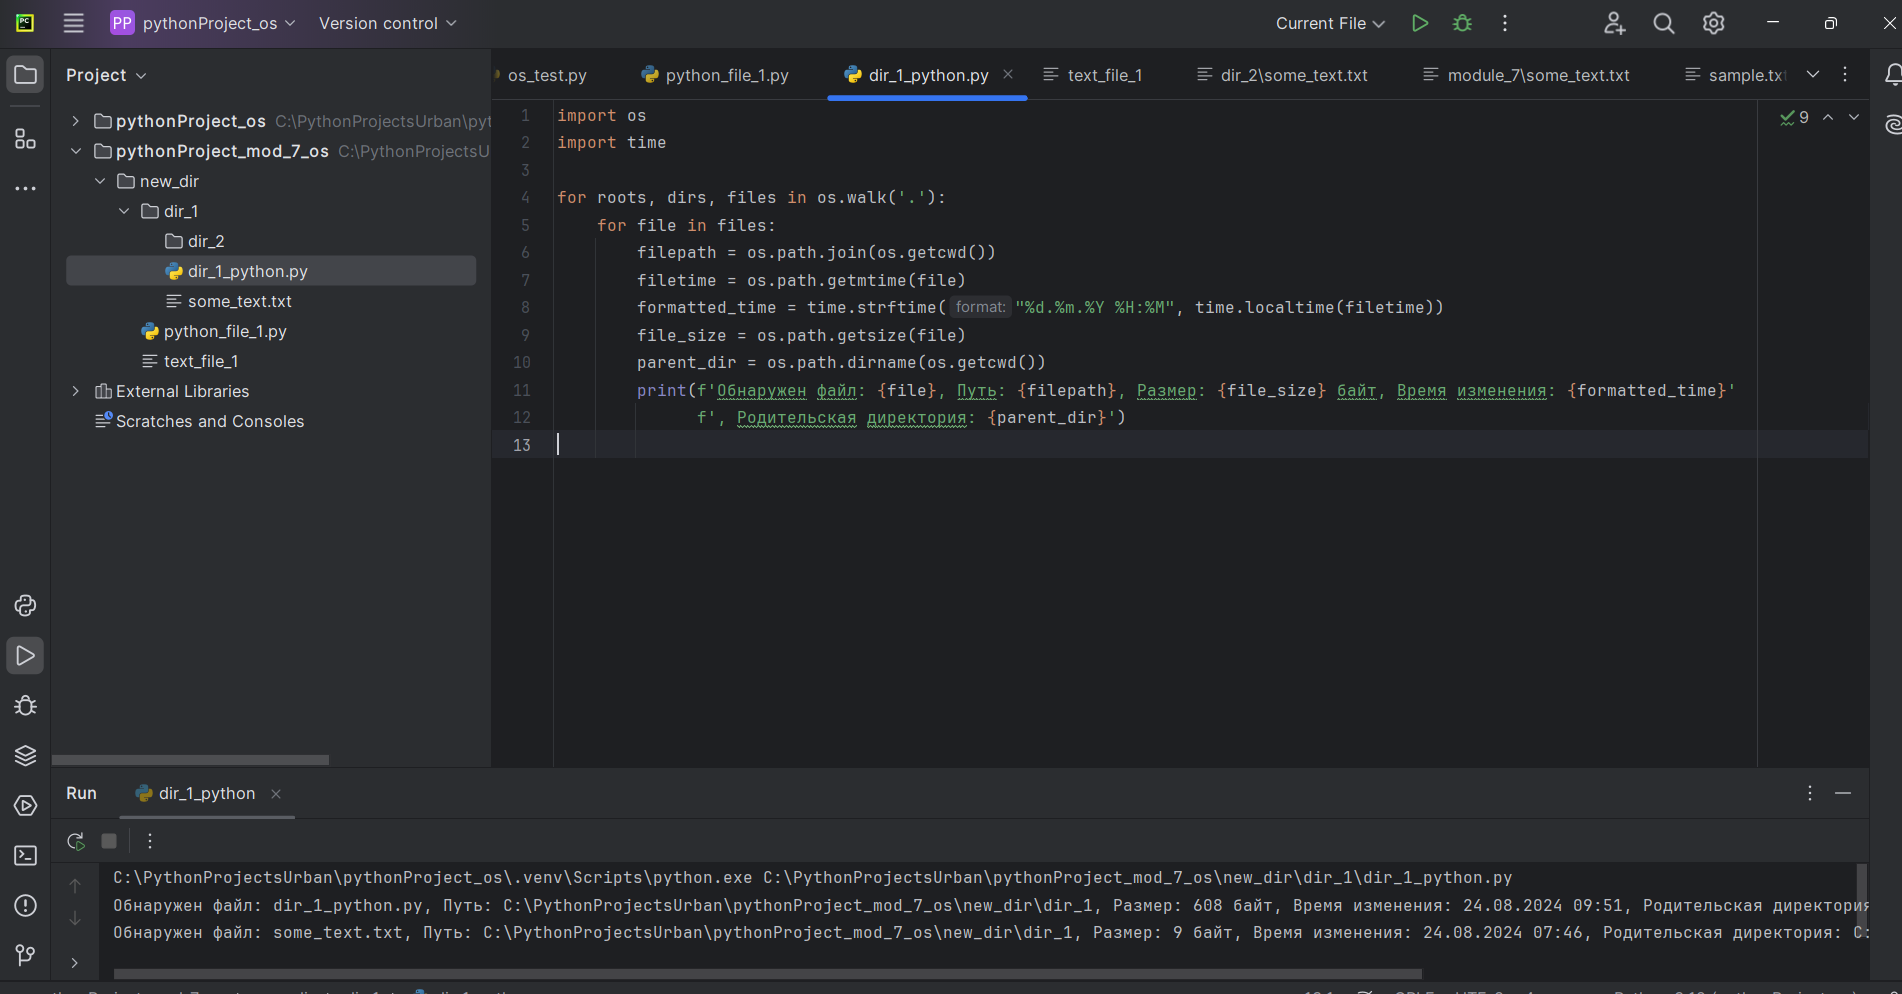 PC
PP pythonProject_os Version control Current File
Project
os_test.py python_file_1.py dir_1_python.py text_file_1 dir_2\some_text.txt module_7\some_text.txt sample.tx
pythonProject_os C:\PythonProjectsUrban\pyt
pythonProject_mod_7_os C:\PythonProjectsU
new_dir
dir_1
dir_2
dir_1_python.py
some_text.txt
python_file_1.py
text_file_1
External Libraries
Scratches and Consoles
9
1 import os
2 import time
3
4 for roots, dirs, files in os.walk('.'):
5 for file in files:
6 filepath = os.path.join(os.getcwd())
7 filetime = os.path.getmtime(file)
8 formatted_time = time.strftime( format: "%d.%m.%Y %H:%M", time.localtime(filetime))
9 file_size = os.path.getsize(file)
10 parent_dir = os.path.dirname(os.getcwd())
11 print(f'Обнаружен файл: {file}, Путь: {filepath}, Размер: {file_size} байт, Время изменения: {formatted_time}'
12 f', Родительская директория: {parent_dir}')
13
Run dir_1_python
C:\PythonProjectsUrban\pythonProject_os\.venv\Scripts\python.exe C:\PythonProjectsUrban\pythonProject_mod_7_os\new_dir\dir_1\dir_1_python.py
Обнаружен файл: dir_1_python.py, Путь: C:\PythonProjectsUrban\pythonProject_mod_7_os\new_dir\dir_1, Размер: 608 байт, Время изменения: 24.08.2024 09:51, Родительская директория
Обнаружен файл: some_text.txt, Путь: C:\PythonProjectsUrban\pythonProject_mod_7_os\new_dir\dir_1, Размер: 9 байт, Время изменения: 24.08.2024 07:46, Родительская директория: C: